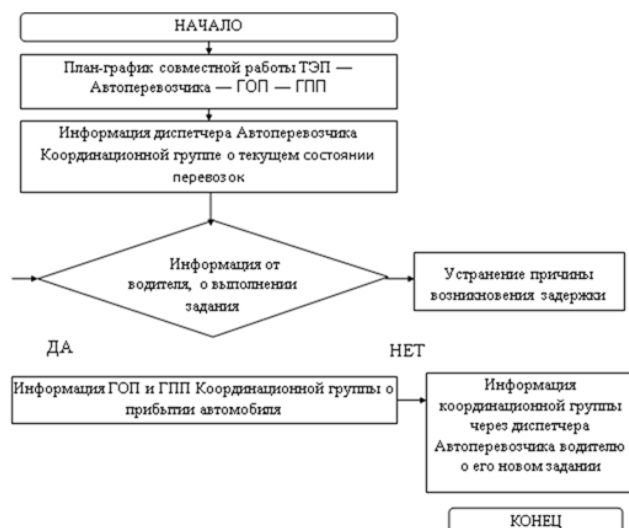 НАЧАЛО
План-график совместной работы ТЭП —
Автоперевозчика — ГОП — ГПП
Информация диспетчера Автоперевозчика
Координационной группе о текущем состоянии
перевозок
Информация от
водителя, о выполнении
задания
Устранение причины
возникновения задержки
ДА
НЕТ
Информация ГОП и ГПП Координационной группы о
прибытии автомобиля
Информация
координационной группы
через диспетчера
Автоперевозчика водителю
о его новом задании
КОНЕЦ